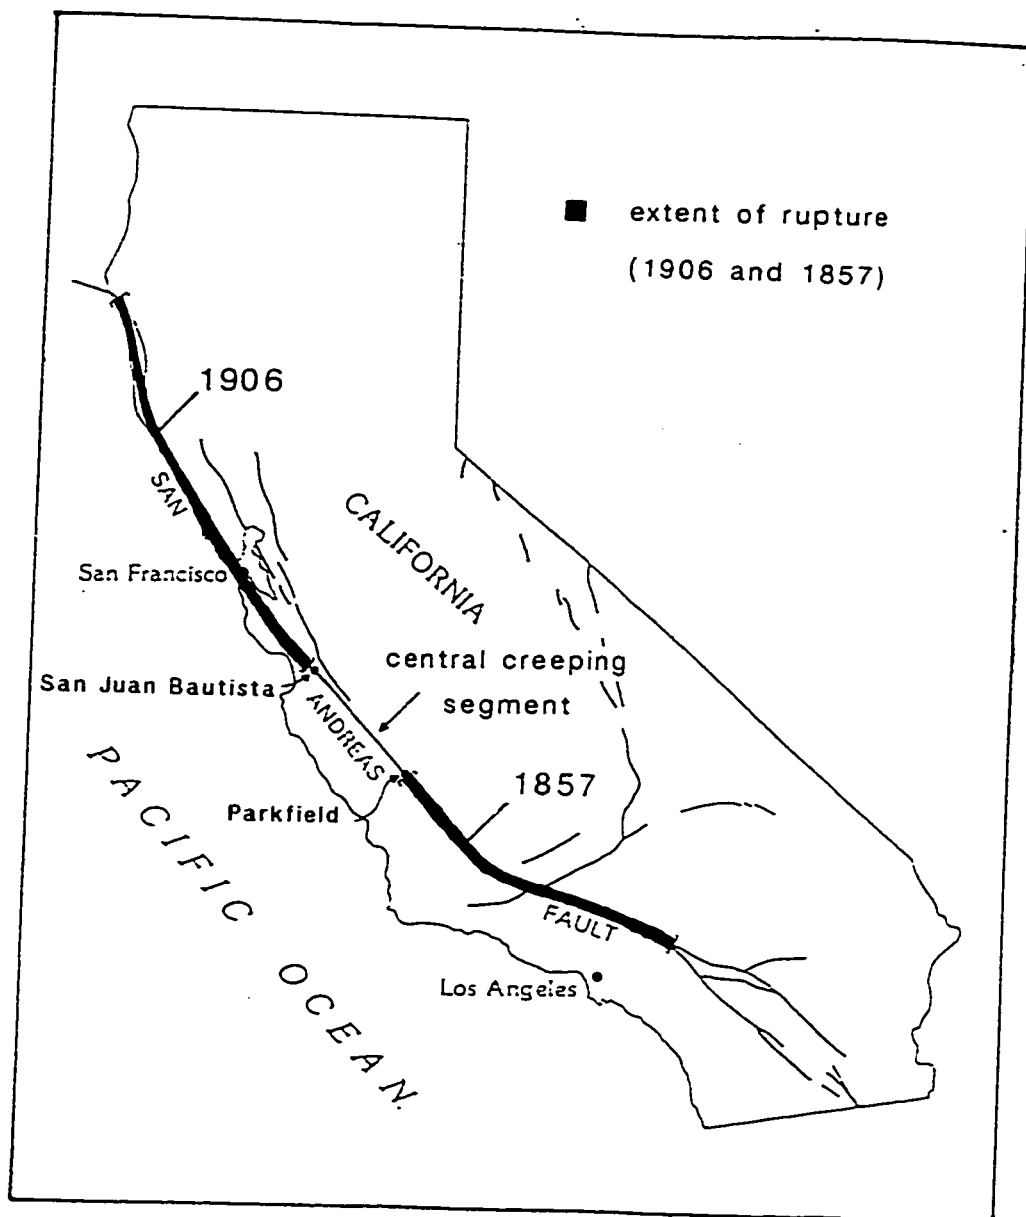 extent of rupture
(1906 and 1857)
1906
SAN
CALIFORNIA
San Francisco
central creeping
segment
San Juan Bautista
ANDREAS
PACIFIC OCEAN.
1857
Parkfield
FAULT
Los Angeles